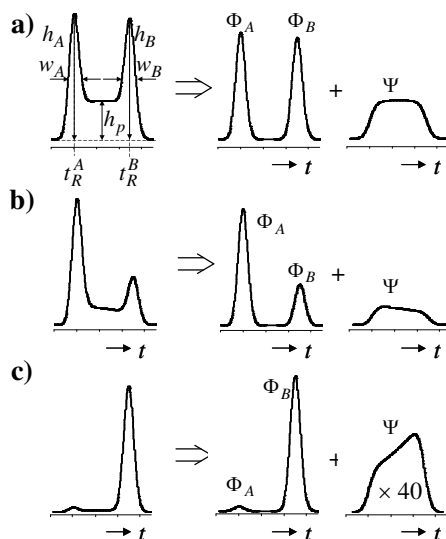 a)
h_A h_B Φ_A Φ_B
w_A w_B ⇒ + Ψ
h_p
t_R^A t_R^B → t → t
b)
Φ_A
⇒ Φ_B + Ψ
→ t → t → t
c)
Φ_B Ψ
⇒ Φ_A + × 40
→ t → t → t